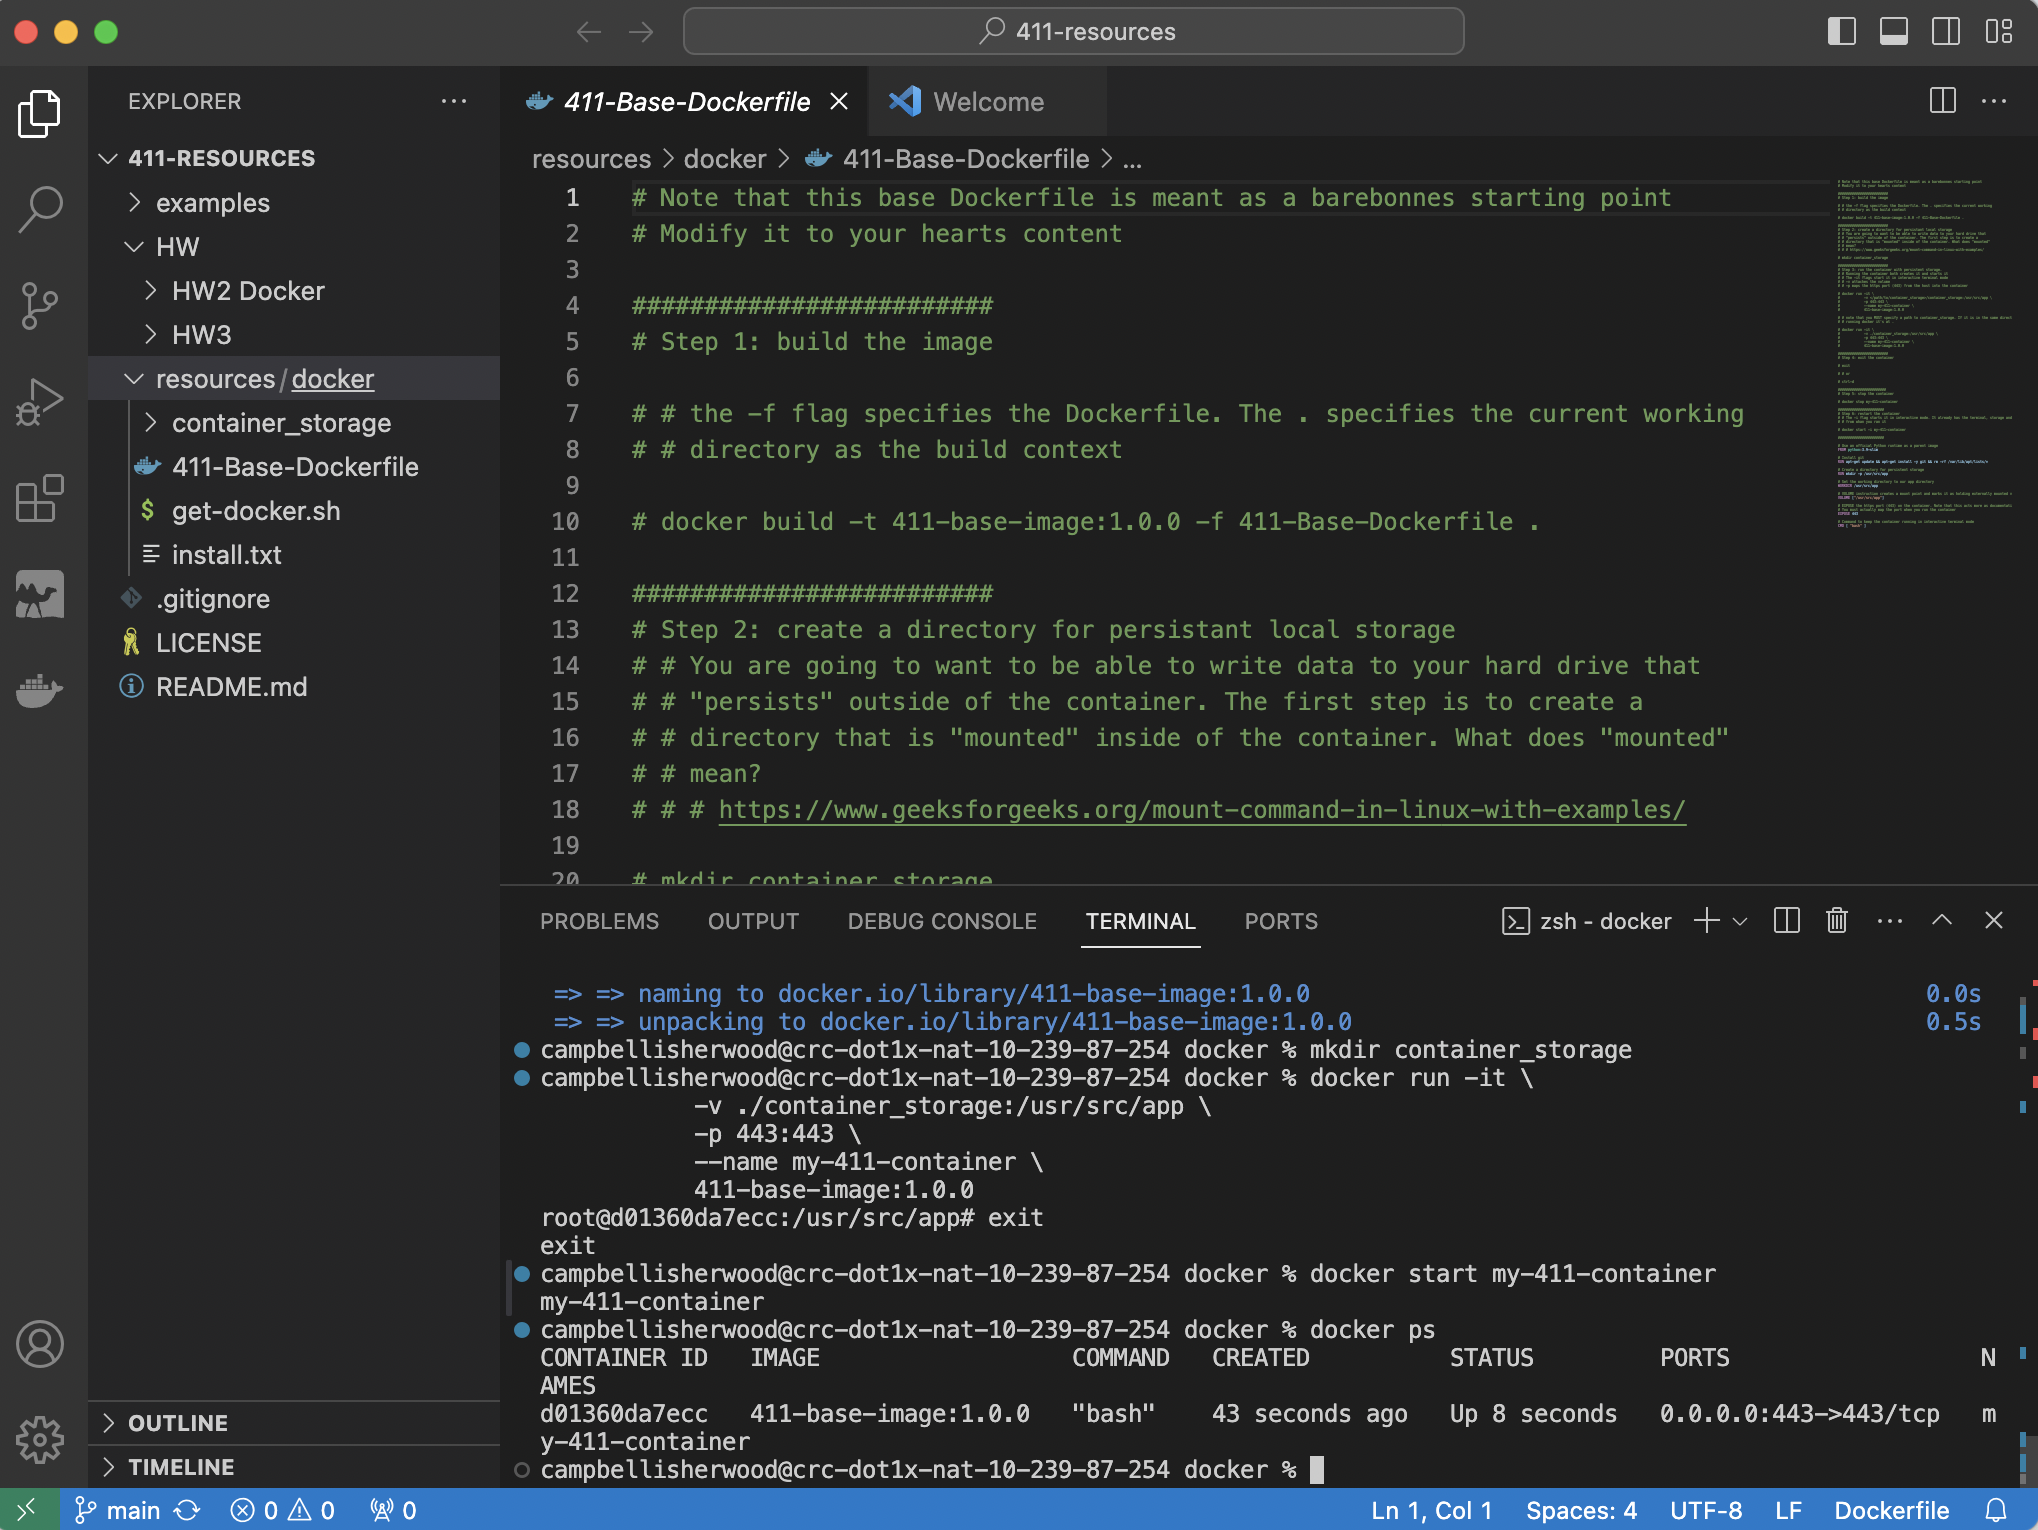 411-resources
EXPLORER
411-RESOURCES
examples
HW
HW2 Docker
HW3
resources/docker
container_storage
411-Base-Dockerfile
get-docker.sh
install.txt
.gitignore
LICENSE
README.md
OUTLINE
TIMELINE
411-Base-Dockerfile
Welcome
resources > docker > 411-Base-Dockerfile > ...
1 # Note that this base Dockerfile is meant as a barebonnes starting point
2 # Modify it to your hearts content
3
4 #########################
5 # Step 1: build the image
6
7 # # the -f flag specifies the Dockerfile. The . specifies the current working
8 # # directory as the build context
9
10 # docker build -t 411-base-image:1.0.0 -f 411-Base-Dockerfile .
11
12 #########################
13 # Step 2: create a directory for persistant local storage
14 # # You are going to want to be able to write data to your hard drive that
15 # # "persists" outside of the container. The first step is to create a
16 # # directory that is "mounted" inside of the container. What does "mounted"
17 # # mean?
18 # # # https://www.geeksforgeeks.org/mount-command-in-linux-with-examples/
19
20 # mkdir container_storage
PROBLEMS OUTPUT DEBUG CONSOLE TERMINAL PORTS
zsh - docker
=> => naming to docker.io/library/411-base-image:1.0.0 0.0s
=> => unpacking to docker.io/library/411-base-image:1.0.0 0.5s
campbellisherwood@crc-dot1x-nat-10-239-87-254 docker % mkdir container_storage
campbellisherwood@crc-dot1x-nat-10-239-87-254 docker % docker run -it \
-v ./container_storage:/usr/src/app \
-p 443:443 \
--name my-411-container \
411-base-image:1.0.0
root@d01360da7ecc:/usr/src/app# exit
exit
campbellisherwood@crc-dot1x-nat-10-239-87-254 docker % docker start my-411-container
my-411-container
campbellisherwood@crc-dot1x-nat-10-239-87-254 docker % docker ps
CONTAINER ID IMAGE COMMAND CREATED STATUS PORTS N
AMES
d01360da7ecc 411-base-image:1.0.0 "bash" 43 seconds ago Up 8 seconds 0.0.0.0:443->443/tcp m
y-411-container
campbellisherwood@crc-dot1x-nat-10-239-87-254 docker %
main 0 0 0 Ln 1, Col 1 Spaces: 4 UTF-8 LF Dockerfile